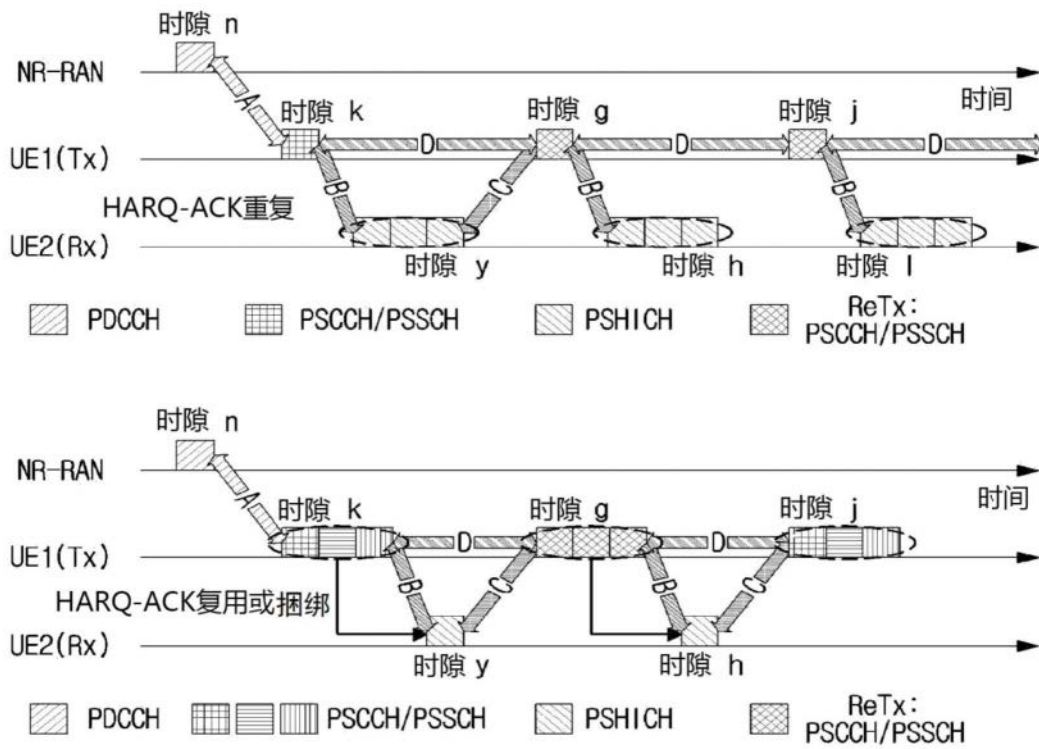 时隙 n
NR-RAN
A
时间
时隙 k
时隙 g
时隙 j
D
D
D
UE1(Tx)
B
C
B
B
HARQ-ACK重复
UE2(Rx)
时隙 y
时隙 h
时隙 l
PDCCH
PSCCH/PSSCH
PSHICH
ReTx:
PSCCH/PSSCH
时隙 n
NR-RAN
A
时间
时隙 k
时隙 g
时隙 j
D
D
UE1(Tx)
B
C
B
C
HARQ-ACK复用或捆绑
UE2(Rx)
时隙 y
时隙 h
PDCCH
PSCCH/PSSCH
PSHICH
ReTx:
PSCCH/PSSCH